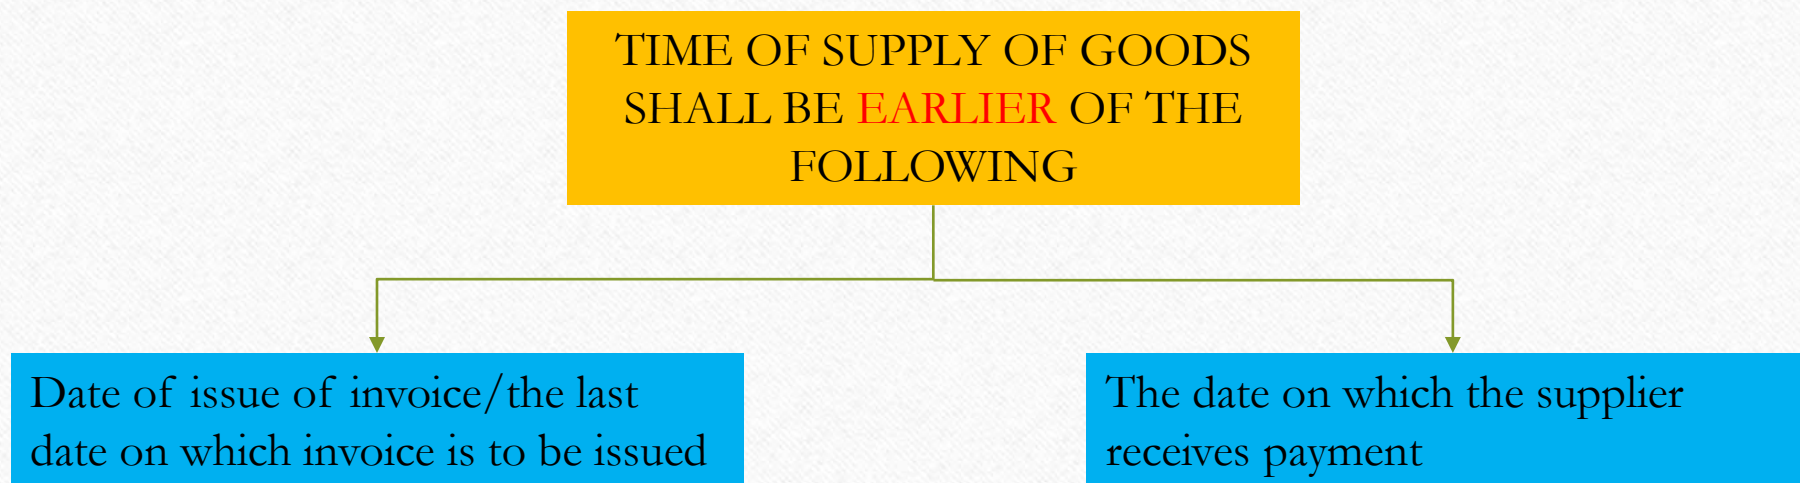 TIME OF SUPPLY OF GOODS
SHALL BE EARLIER OF THE
FOLLOWING
Date of issue of invoice/the last
date on which invoice is to be issued
The date on which the supplier
receives payment